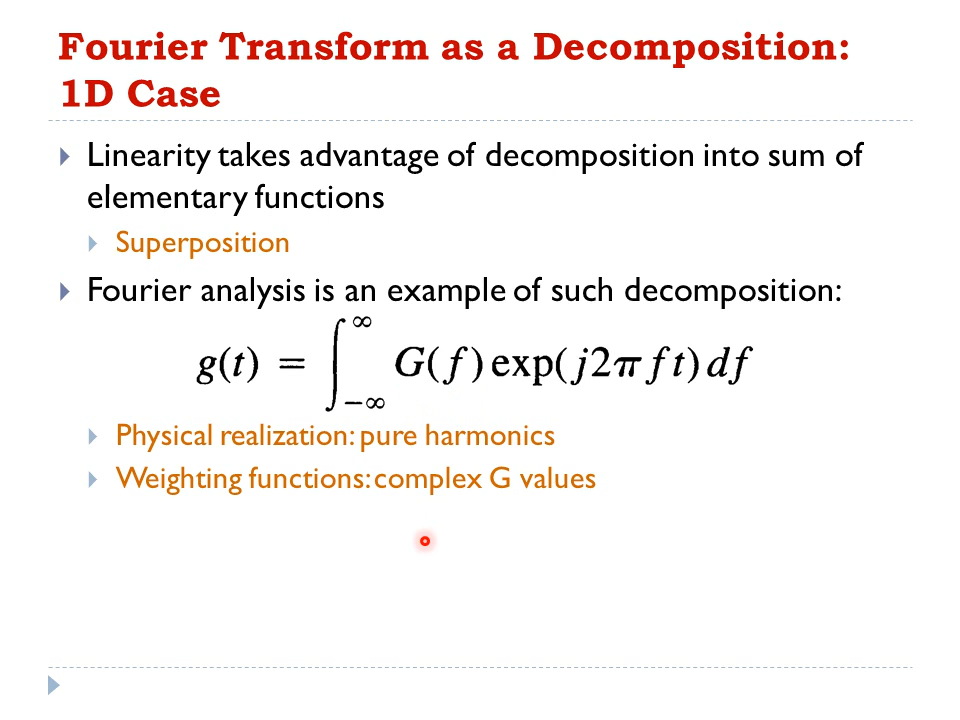 Fourier Transform as a Decomposition:
1D Case
Linearity takes advantage of decomposition into sum of
elementary functions
Superposition
Fourier analysis is an example of such decomposition:
g(t) = ∫_{-∞}^{∞} G(f) exp(j2πft) df
Physical realization: pure harmonics
Weighting functions: complex G values